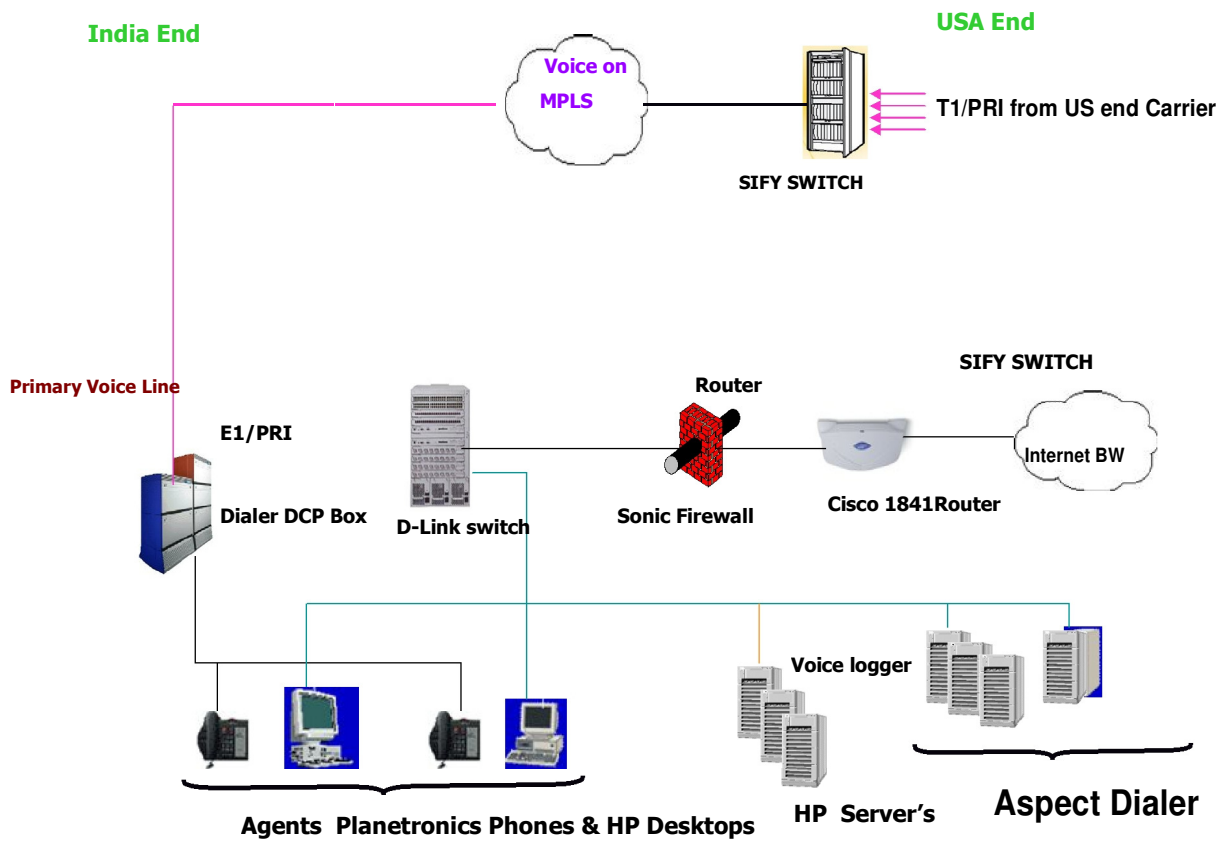 India End
USA End
Voice on
MPLS
T1/PRI from US end Carrier
SIFY SWITCH
SIFY SWITCH
Primary Voice Line
Router
E1/PRI
Internet BW
Dialer DCP Box
D-Link switch
Sonic Firewall
Cisco 1841Router
Voice logger
Agents Planetronics Phones & HP Desktops
HP Server’s
Aspect Dialer